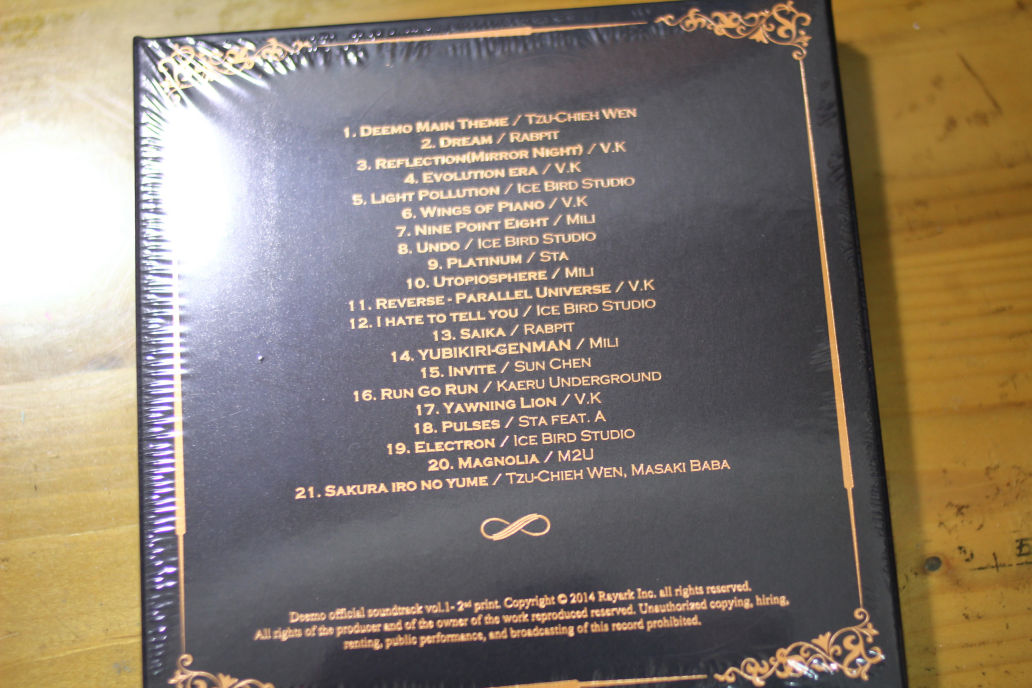 1. Deemo Main Theme / Tzu-Chieh Wen
2. Dream / Rabpit
3. Reflection(Mirror Night) / V.K
4. Evolution era / V.K
5. Light Pollution / Ice Bird Studio
6. Wings of Piano / V.K
7. Nine Point Eight / Mili
8. Undo / Ice Bird Studio
9. Platinum / Sta
10. Utopiosphere / Mili
11. Reverse - Parallel Universe / V.K
12. I hate to tell you / Ice Bird Studio
13. Saika / Rabpit
14. YUBIKIRI-GENMAN / Mili
15. Invite / Sun Chen
16. Run Go Run / Kaeru Underground
17. Yawning Lion / V.K
18. Pulses / Sta feat. A
19. Electron / Ice Bird Studio
20. Magnolia / M2U
21. Sakura iro no yume / Tzu-Chieh Wen, Masaki Baba
Deemo official soundtrack vol.1- 2nd print. Copyright © 2014 Rayark Inc. all rights reserved.
All rights of the producer and of the owner of the work reproduced reserved. Unauthorized copying, hiring,
renting, public performance, and broadcasting of this record prohibited.